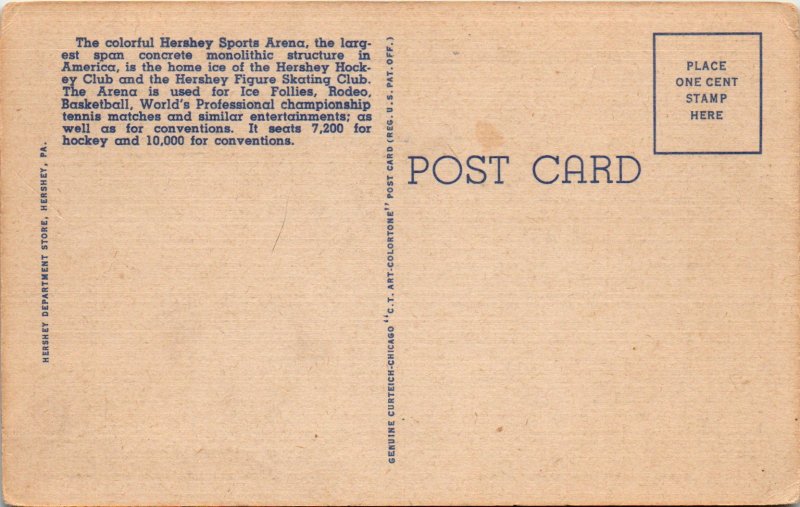 The colorful Hershey Sports Arena, the larg-
est span concrete monolithic structure in
America, is the home ice of the Hershey Hock-
ey Club and the Hershey Figure Skating Club.
The Arena is used for Ice Follies, Rodeo,
Basketball, World's Professional championship
tennis matches and similar entertainments; as
well as for conventions. It seats 7,200 for
hockey and 10,000 for conventions.
HERSHEY DEPARTMENT STORE, HERSHEY, PA.
GENUINE CURTEICH-CHICAGO "C.T. ART-COLORTONE" POST CARD (REG. U.S. PAT. OFF.)
POST CARD
PLACE
ONE CENT
STAMP
HERE